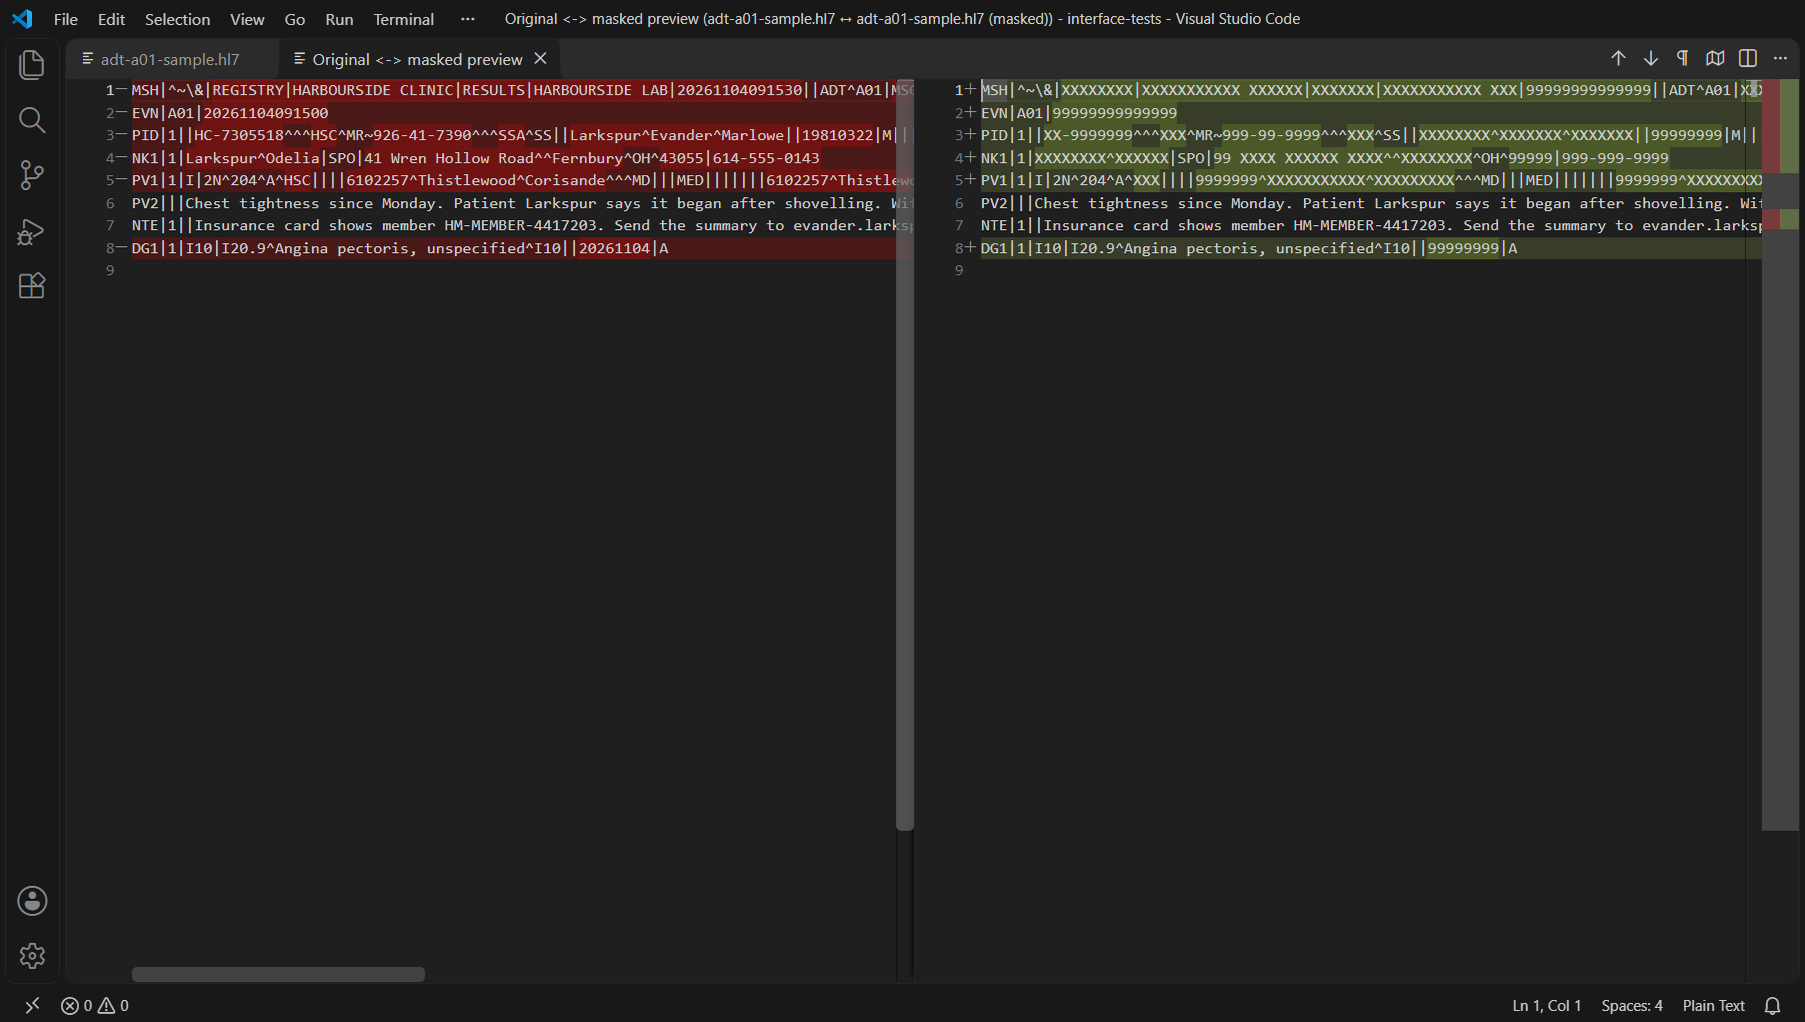 File Edit Selection View Go Run Terminal ··· Original <-> masked preview (adt-a01-sample.hl7 ↔ adt-a01-sample.hl7 (masked)) - interface-tests - Visual Studio Code
adt-a01-sample.hl7 Original <-> masked preview
1 MSH|^~\&|REGISTRY|HARBOURSIDE CLINIC|RESULTS|HARBOURSIDE LAB|20261104091530||ADT^A01|MSG
2 EVN|A01|20261104091500
3 PID|1||HC-7305518^^^HSC^MR~926-41-7390^^^SSA^SS||Larkspur^Evander^Marlowe||19810322|M||
4 NK1|1|Larkspur^Odelia|SPO|41 Wren Hollow Road^^Fernbury^OH^43055|614-555-0143
5 PV1|1|I|2N^204^A^HSC||||6102257^Thistlewood^Corisande^^^MD|||MED|||||||6102257^Thistlew
6 PV2|||Chest tightness since Monday. Patient Larkspur says it began after shovelling. Wit
7 NTE|1||Insurance card shows member HM-MEMBER-4417203. Send the summary to evander.larksp
8 DG1|1|I10|I20.9^Angina pectoris, unspecified^I10||20261104|A
9
1 MSH|^~\&|XXXXXXXX|XXXXXXXXXXX XXXXXX|XXXXXXX|XXXXXXXXXXX XXX|99999999999999||ADT^A01|XX
2 EVN|A01|99999999999999
3 PID|1||XX-9999999^^^XXX^MR~999-99-9999^^^XXX^SS||XXXXXXXX^XXXXXXX^XXXXXXX||99999999|M||
4 NK1|1|XXXXXXXX^XXXXXX|SPO|99 XXXX XXXXXX XXXX^^XXXXXXXX^OH^99999|999-999-9999
5 PV1|1|I|2N^204^A^XXX||||9999999^XXXXXXXXXXX^XXXXXXXXX^^^MD|||MED|||||||9999999^XXXXXXXXX
6 PV2|||Chest tightness since Monday. Patient Larkspur says it began after shovelling. Wit
7 NTE|1||Insurance card shows member HM-MEMBER-4417203. Send the summary to evander.larksp
8 DG1|1|I10|I20.9^Angina pectoris, unspecified^I10||99999999|A
9
0 0 Ln 1, Col 1 Spaces: 4 Plain Text